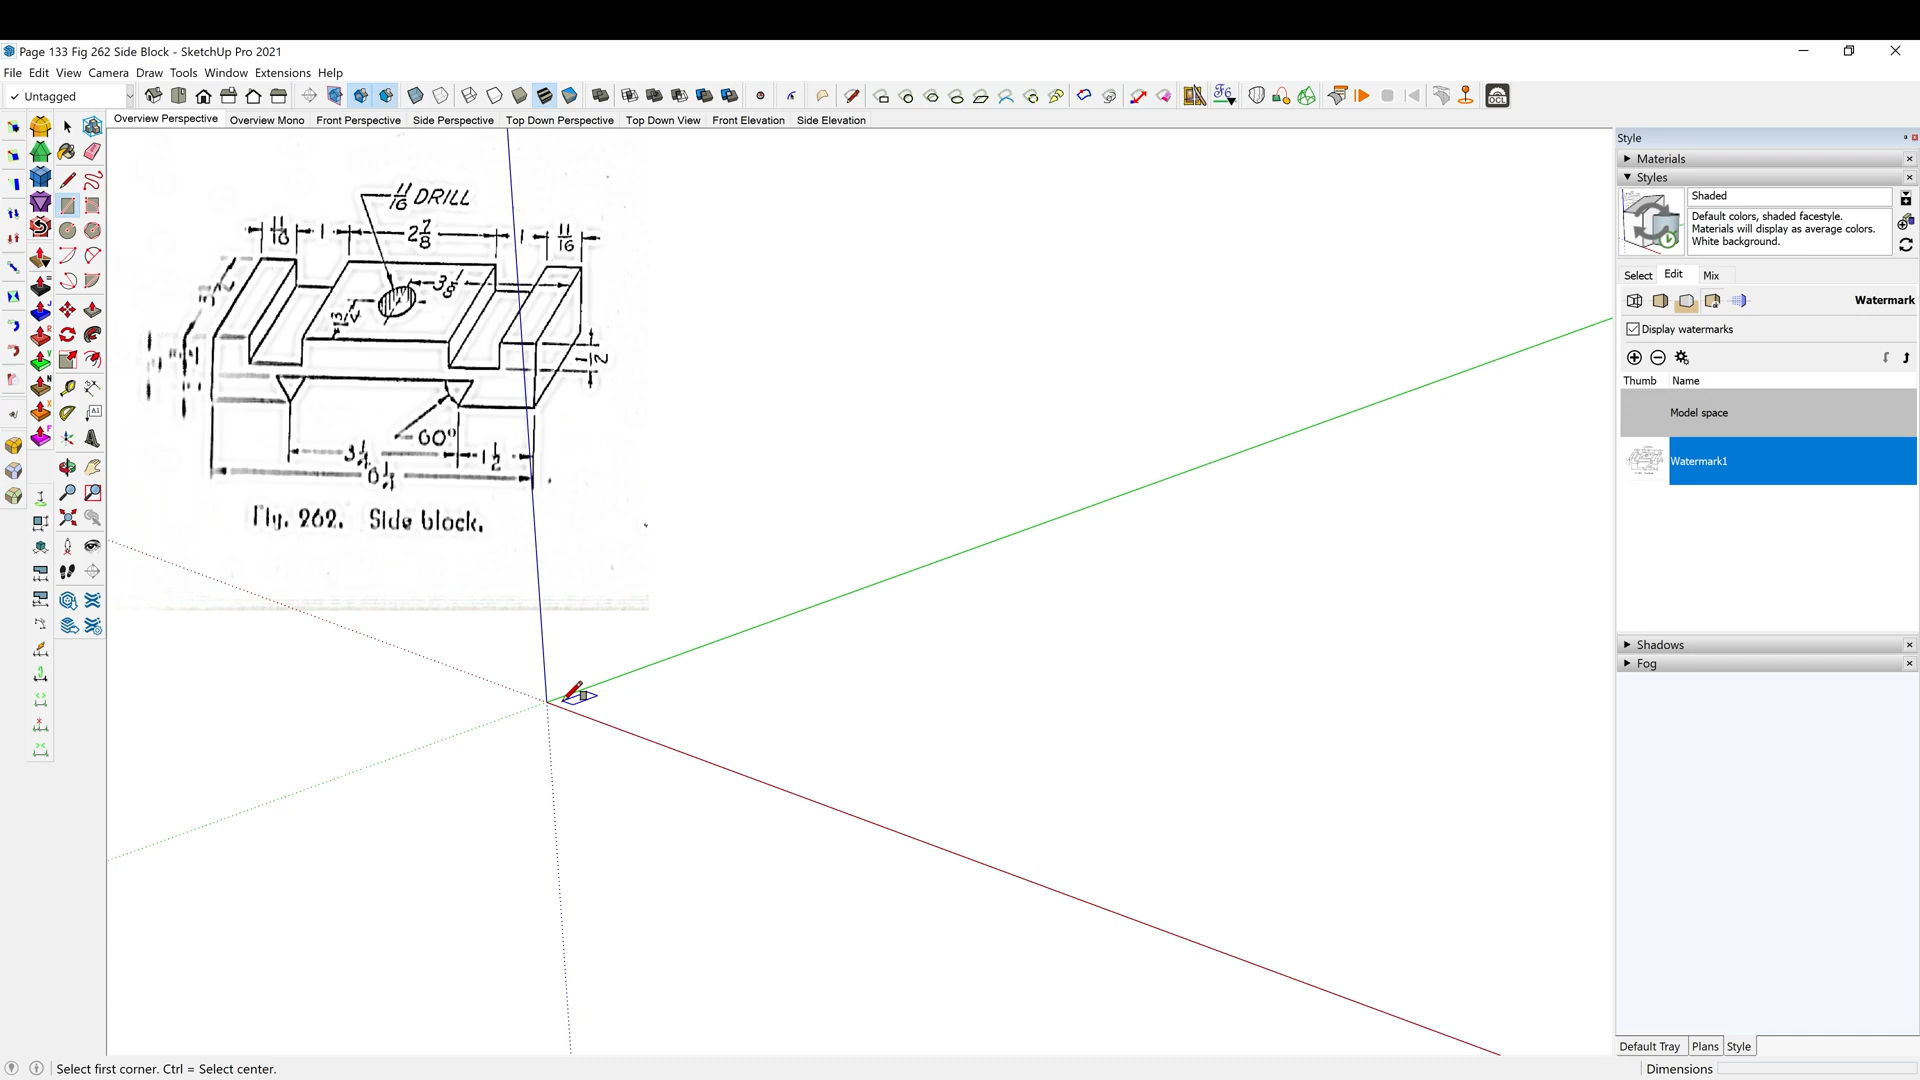 Page 133 Fig 262 Side Block - SketchUp Pro 2021
File Edit View Camera Draw Tools Window Extensions Help
✓ Untagged
Overview Perspective Overview Mono Front Perspective Side Perspective Top Down Perspective Top Down View Front Elevation Side Elevation
11/16 DRILL
1 2 7/8 1 11/16
3 1/8
1/2
60°
3 1/4 1 1/2
Fig. 262. Side block.
Style
Materials
Styles
Shaded
Default colors, shaded facestyle.
Materials will display as average colors.
White background.
Select Edit Mix
Watermark
Display watermarks
Thumb Name
Model space
Watermark1
Shadows
Fog
Default Tray Plans Style
Select first corner. Ctrl = Select center.
Dimensions